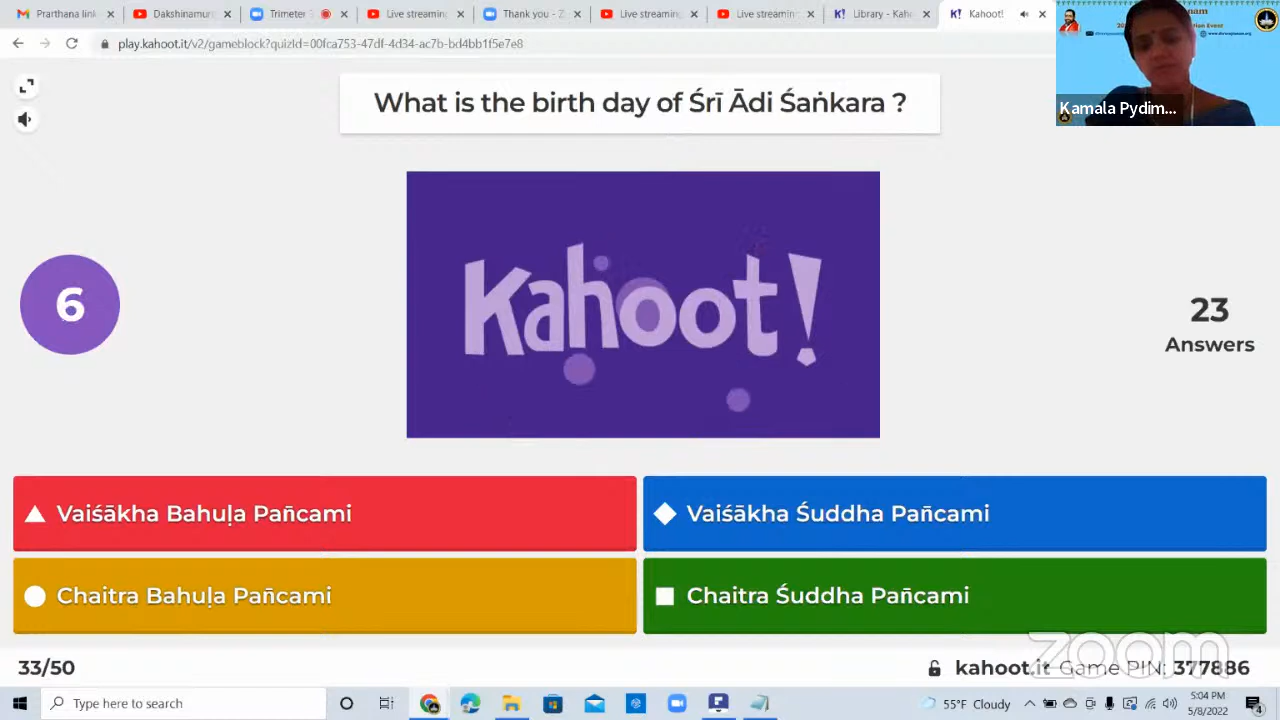 Prarthana link
Dakshinamur
Trimeter
Live streaming
Thank you - 2
Live streaming
Live streaming
Library - Kah
Kahoot!
play.kahoot.it/v2/gameblock?quizId=00fca753-47df-4d34-ac7b-bd4bb1f5e7e8
What is the birth day of Śrī Ādi Śaṅkara ?
Kamala Pydim...
Kahoot!
6
23
Answers
Vaiśākha Bahuḷa Pañcami
Vaiśākha Śuddha Pañcami
Chaitra Bahuḷa Pañcami
Chaitra Śuddha Pañcami
zoom
33/50
kahoot.it Game PIN: 377886
Type here to search
55°F Cloudy
5:04 PM
5/8/2022
4